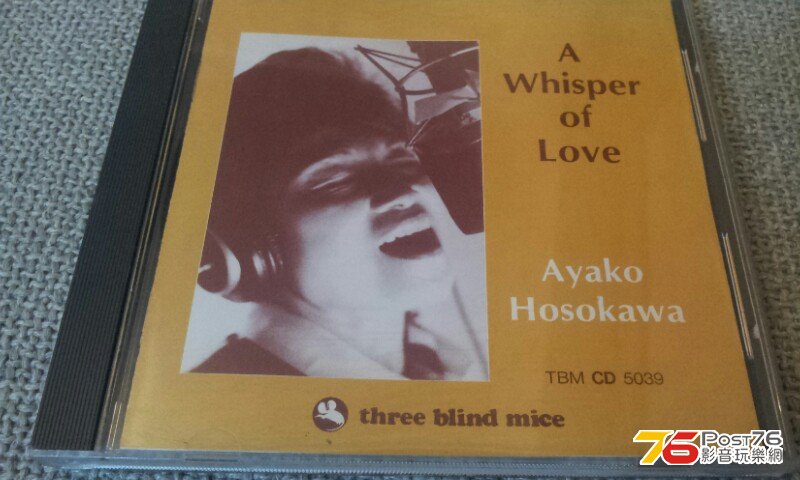 A
Whisper
of
Love
Ayako
Hosokawa
TBM CD 5039
three blind mice
76 Post76
影音玩樂網